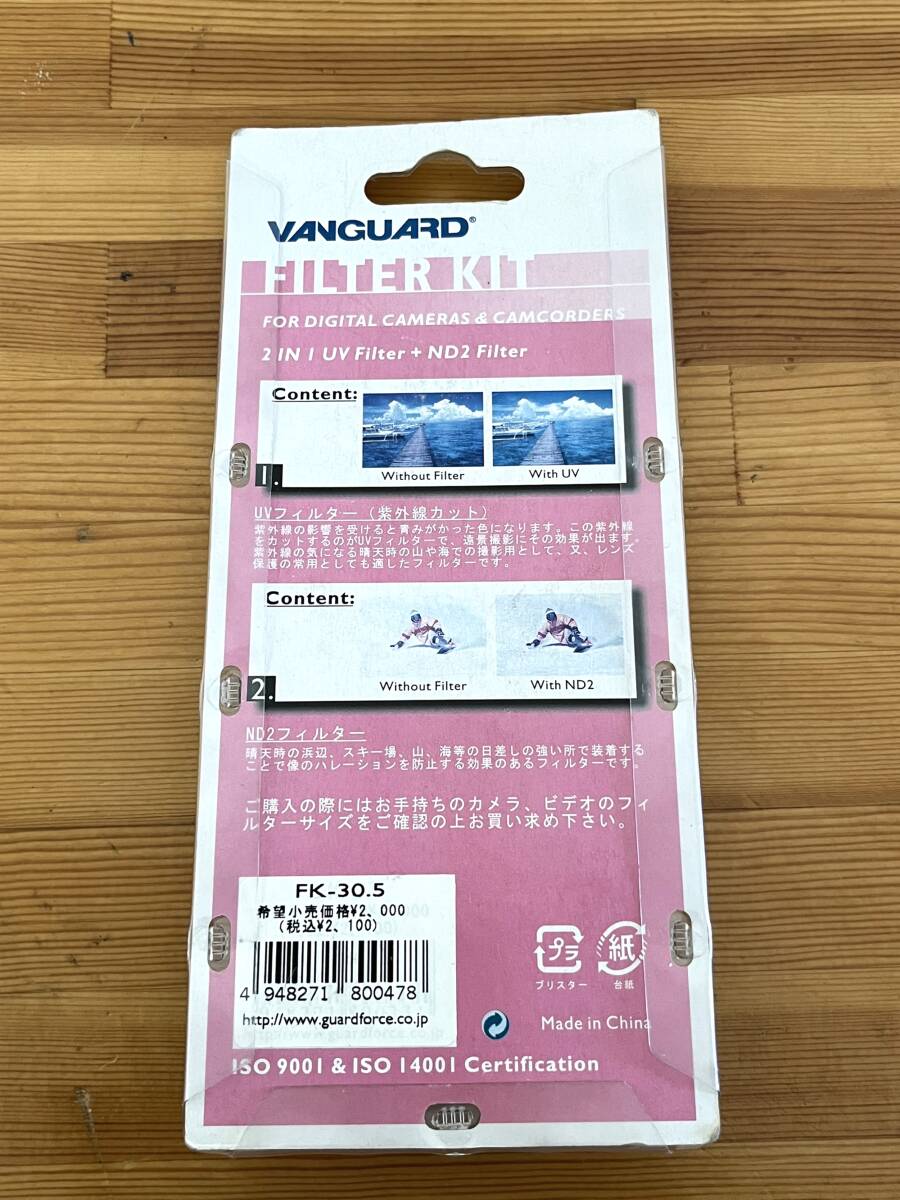 VANGUARD®
FILTER KIT
FOR DIGITAL CAMERAS & CAMCORDERS
2 IN 1 UV Filter + ND2 Filter
Content:
1.
Without Filter
With UV
UVフィルター（紫外線カット）
紫外線の影響を受けると青みがかった色になります。この紫外線
をカットするのがUVフィルターで、遠景撮影にその効果が出ます。
紫外線の気になる晴天時の山や海での撮影用として、又、レンズ
保護の常用としても適したフィルターです。
Content:
2.
Without Filter
With ND2
ND2フィルター
晴天時の浜辺、スキー場、山、海等の日差しの強い所で装着する
ことで像のハレーションを防止する効果のあるフィルターです。
ご購入の際にはお手持ちのカメラ、ビデオのフィ
ルターサイズをご確認の上お買い求め下さい。
FK-30.5
希望小売価格¥2、000
（税込¥2、100）
4 948271 800478
http://www.guardforce.co.jp
プラ
ブリスター
紙
台紙
Made in China
ISO 9001 & ISO 14001 Certification